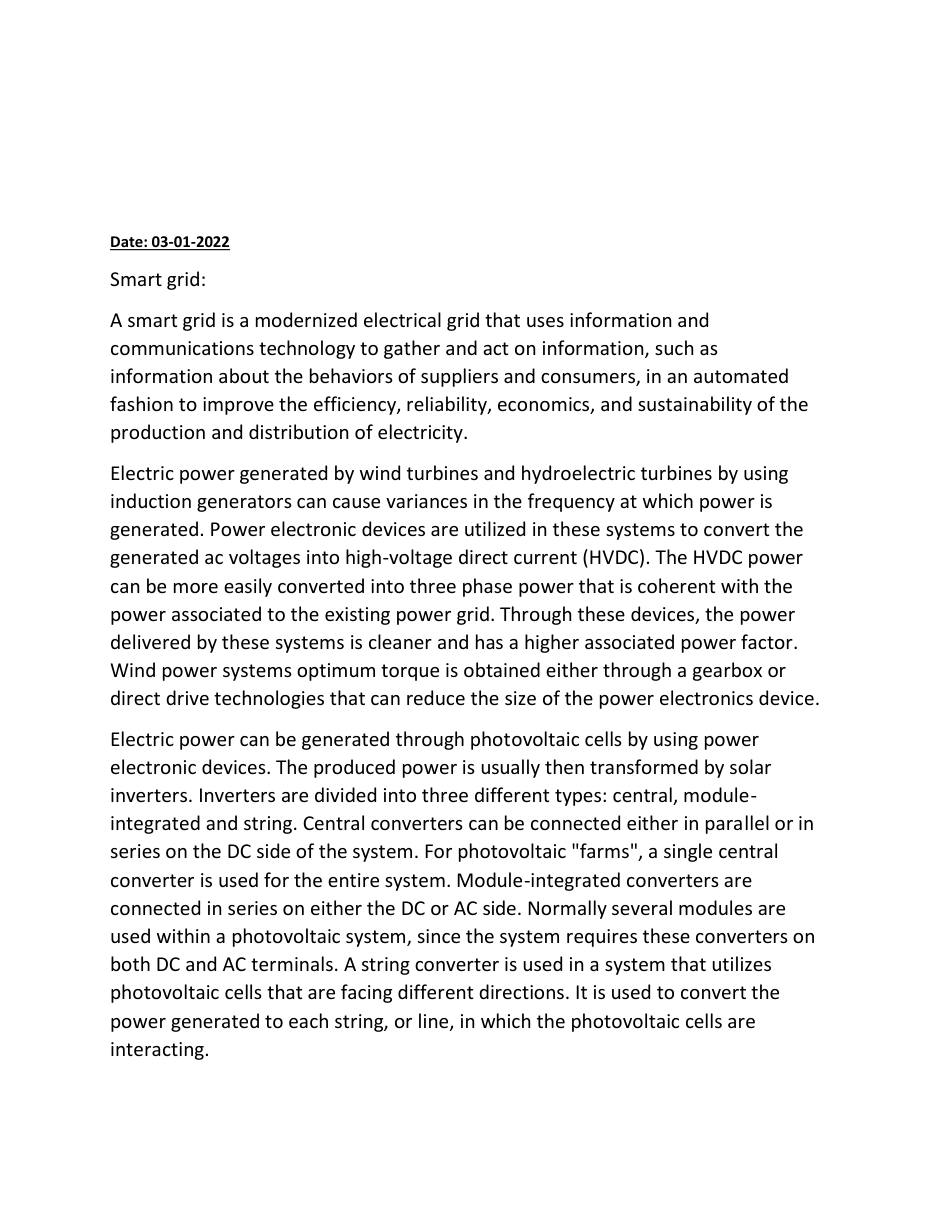 Date: 03-01-2022
Smart grid:
A smart grid is a modernized electrical grid that uses information and
communications technology to gather and act on information, such as
information about the behaviors of suppliers and consumers, in an automated
fashion to improve the efficiency, reliability, economics, and sustainability of the
production and distribution of electricity.
Electric power generated by wind turbines and hydroelectric turbines by using
induction generators can cause variances in the frequency at which power is
generated. Power electronic devices are utilized in these systems to convert the
generated ac voltages into high-voltage direct current (HVDC). The HVDC power
can be more easily converted into three phase power that is coherent with the
power associated to the existing power grid. Through these devices, the power
delivered by these systems is cleaner and has a higher associated power factor.
Wind power systems optimum torque is obtained either through a gearbox or
direct drive technologies that can reduce the size of the power electronics device.
Electric power can be generated through photovoltaic cells by using power
electronic devices. The produced power is usually then transformed by solar
inverters. Inverters are divided into three different types: central, module-
integrated and string. Central converters can be connected either in parallel or in
series on the DC side of the system. For photovoltaic "farms", a single central
converter is used for the entire system. Module-integrated converters are
connected in series on either the DC or AC side. Normally several modules are
used within a photovoltaic system, since the system requires these converters on
both DC and AC terminals. A string converter is used in a system that utilizes
photovoltaic cells that are facing different directions. It is used to convert the
power generated to each string, or line, in which the photovoltaic cells are
interacting.